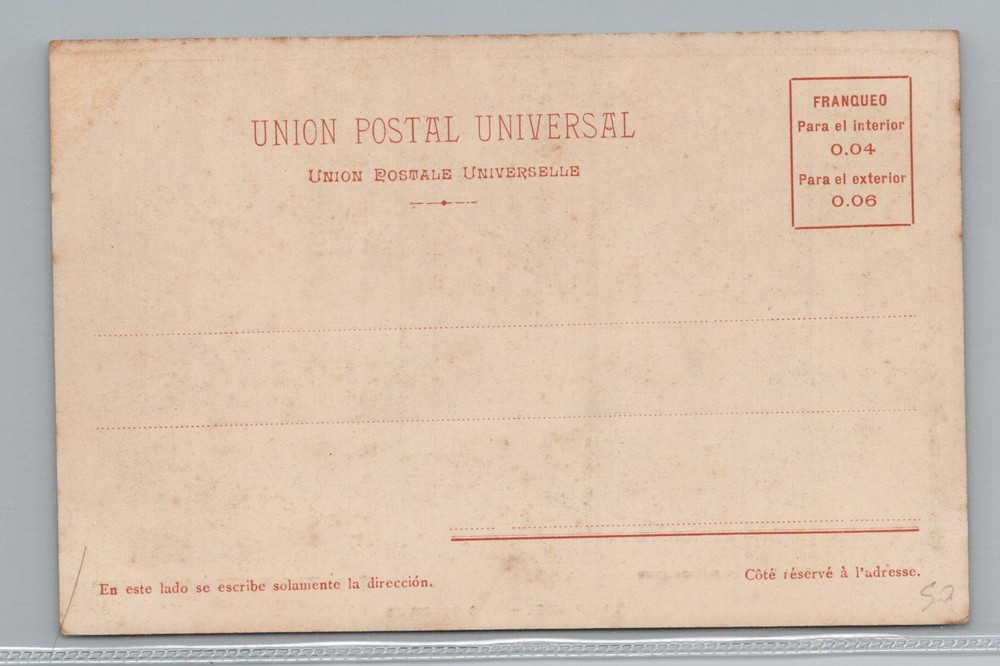 UNION POSTAL UNIVERSAL
UNION POSTALE UNIVERSELLE
FRANQUEO
Para el interior
0.04
Para el exterior
0.06
En este lado se escribe solamente la dirección.
Côté réservé à l'adresse.